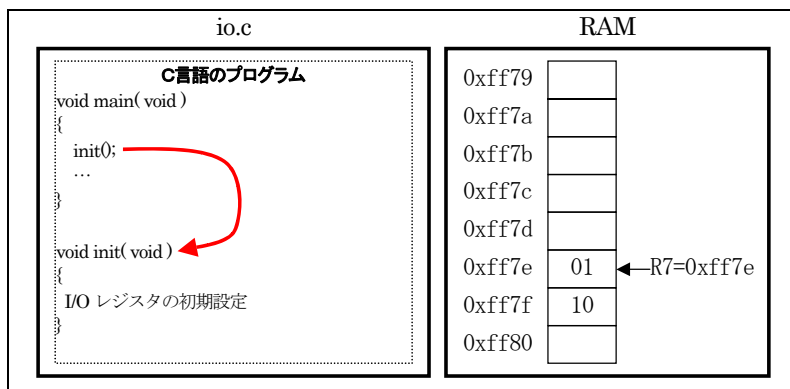 io.c
C言語のプログラム
void main( void )
{
init();
…
}
void init( void )
{
I/O レジスタの初期設定
}
RAM
0xff79
0xff7a
0xff7b
0xff7c
0xff7d
0xff7e 01 R7=0xff7e
0xff7f 10
0xff80